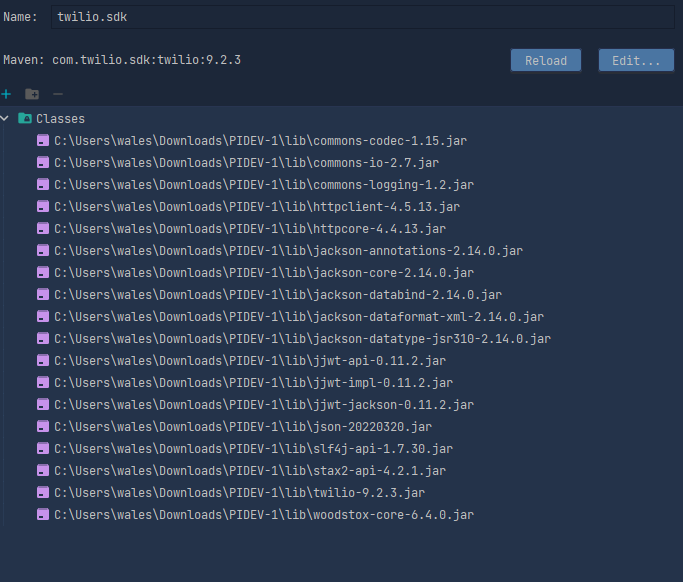 Name: twilio.sdk
Maven: com.twilio.sdk:twilio:9.2.3 Reload Edit...
Classes
C:\Users\wales\Downloads\PIDEV-1\lib\commons-codec-1.15.jar
C:\Users\wales\Downloads\PIDEV-1\lib\commons-io-2.7.jar
C:\Users\wales\Downloads\PIDEV-1\lib\commons-logging-1.2.jar
C:\Users\wales\Downloads\PIDEV-1\lib\httpclient-4.5.13.jar
C:\Users\wales\Downloads\PIDEV-1\lib\httpcore-4.4.13.jar
C:\Users\wales\Downloads\PIDEV-1\lib\jackson-annotations-2.14.0.jar
C:\Users\wales\Downloads\PIDEV-1\lib\jackson-core-2.14.0.jar
C:\Users\wales\Downloads\PIDEV-1\lib\jackson-databind-2.14.0.jar
C:\Users\wales\Downloads\PIDEV-1\lib\jackson-dataformat-xml-2.14.0.jar
C:\Users\wales\Downloads\PIDEV-1\lib\jackson-datatype-jsr310-2.14.0.jar
C:\Users\wales\Downloads\PIDEV-1\lib\jjwt-api-0.11.2.jar
C:\Users\wales\Downloads\PIDEV-1\lib\jjwt-impl-0.11.2.jar
C:\Users\wales\Downloads\PIDEV-1\lib\jjwt-jackson-0.11.2.jar
C:\Users\wales\Downloads\PIDEV-1\lib\json-20220320.jar
C:\Users\wales\Downloads\PIDEV-1\lib\slf4j-api-1.7.30.jar
C:\Users\wales\Downloads\PIDEV-1\lib\stax2-api-4.2.1.jar
C:\Users\wales\Downloads\PIDEV-1\lib\twilio-9.2.3.jar
C:\Users\wales\Downloads\PIDEV-1\lib\woodstox-core-6.4.0.jar